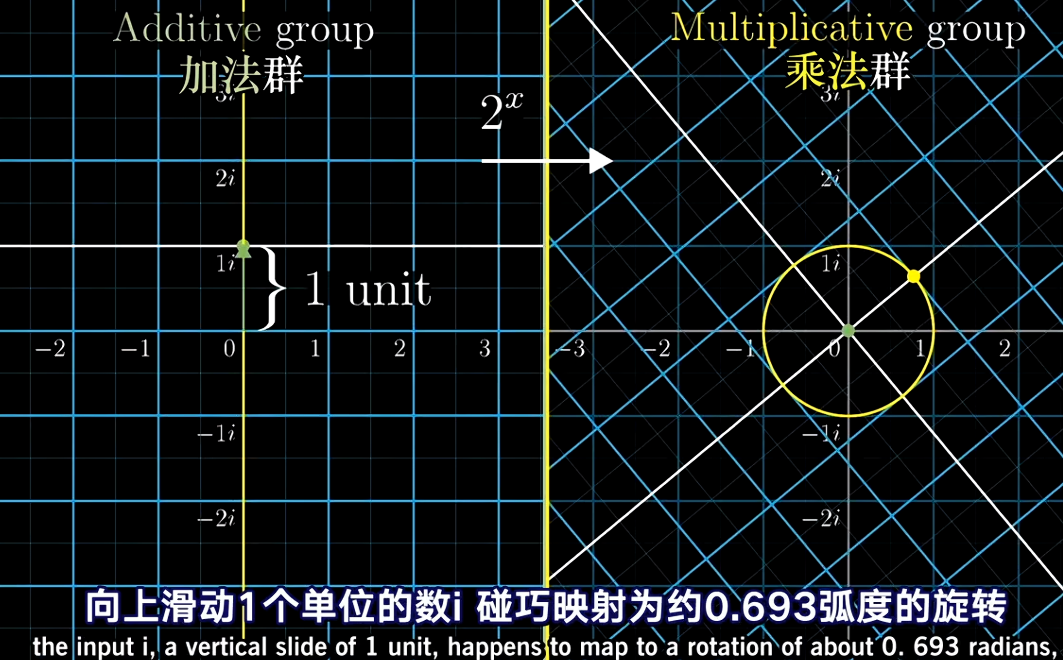 Additive group
加法群
3i
2^x
2i
1i
1 unit
−2 −1 0 1 2 3
−1i
−2i
Multiplicative group
乘法群
3i
2i
1i
−3 −2 −1 0 1 2
−1i
−2i
向上滑动1个单位的数i 碰巧映射为约0.693弧度的旋转
the input i, a vertical slide of 1 unit, happens to map to a rotation of about 0. 693 radians,